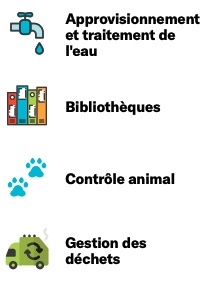 Approvisionnement
et traitement de
l'eau
Bibliothèques
Contrôle animal
Gestion des
déchets